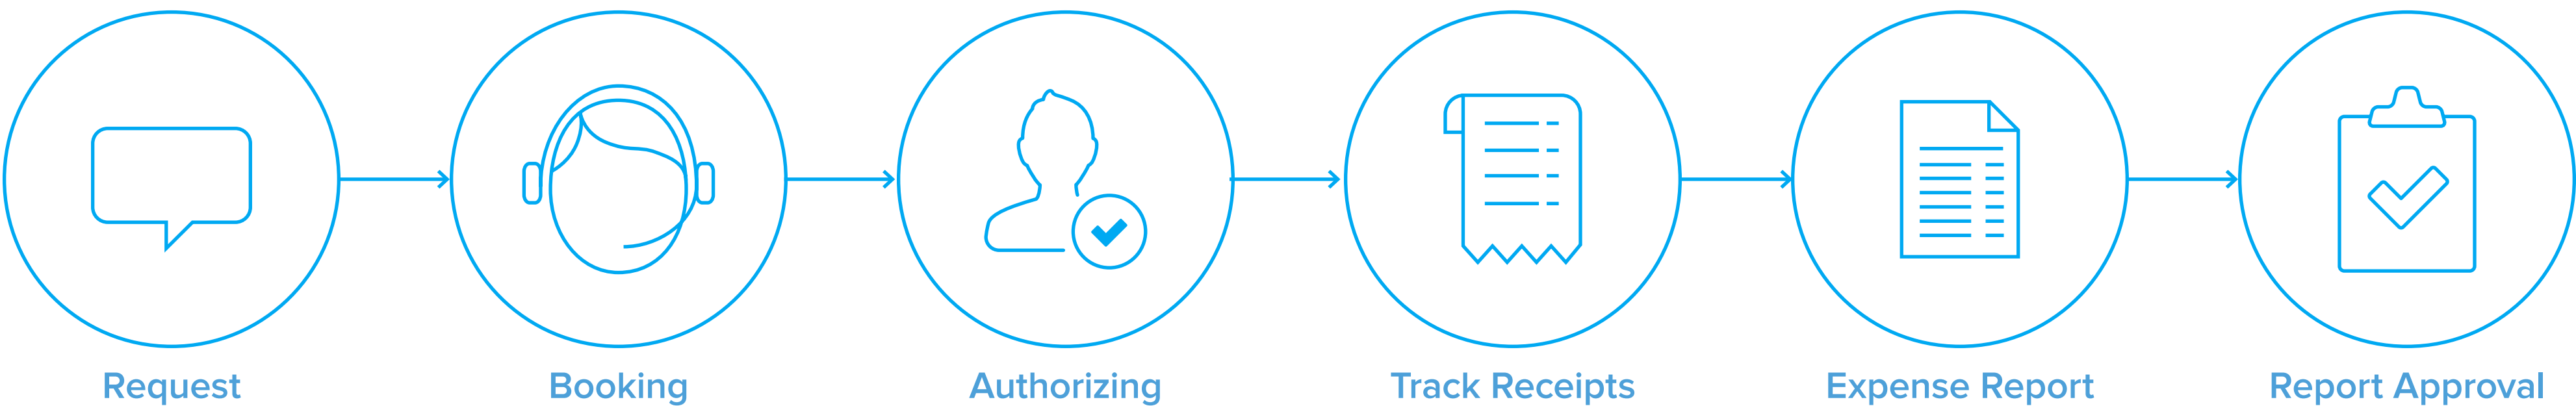 Request
Booking
Authorizing
Track Receipts
Expense Report
Report Approval